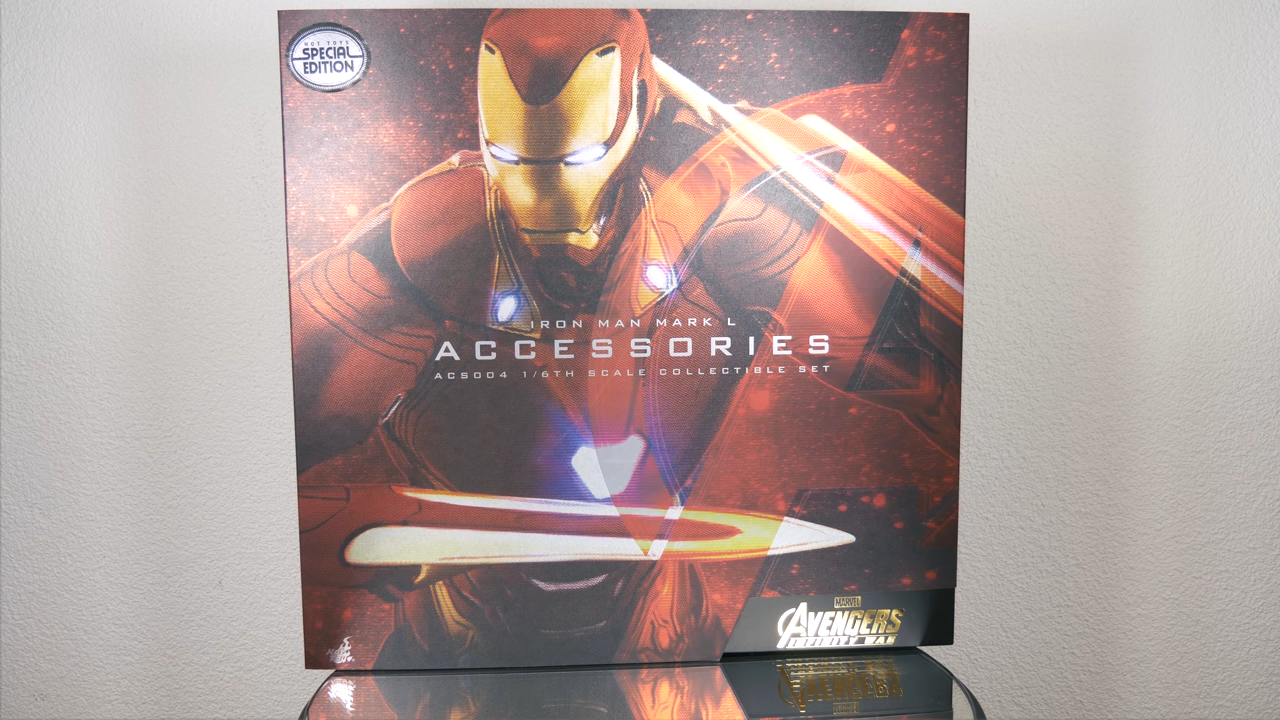 HOT TOYS
SPECIAL
EDITION
IRON MAN MARK L
ACCESSORIES
ACS004 1/6TH SCALE COLLECTIBLE SET
MARVEL
AVENGERS
INFINITY WAR